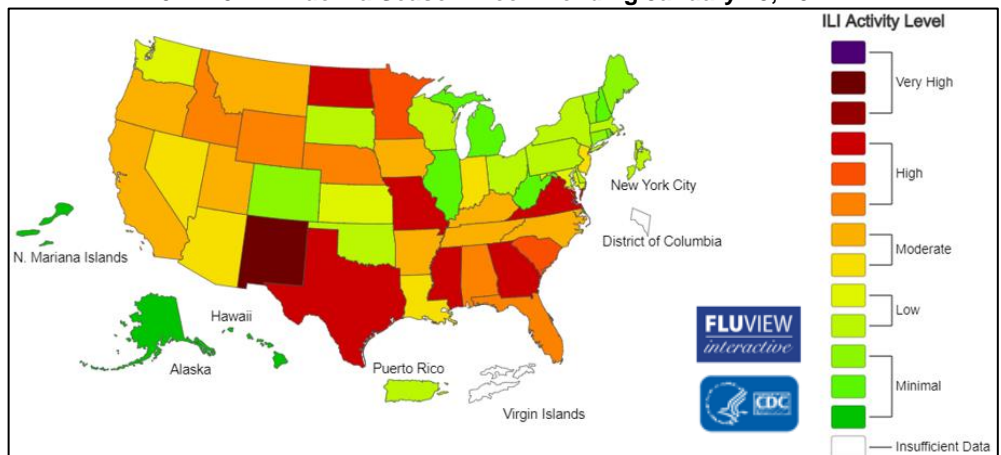 ILI Activity Level
Very High
High
Moderate
Low
Minimal
Insufficient Data
New York City
District of Columbia
N. Mariana Islands
Hawaii
Alaska
Puerto Rico
Virgin Islands
FLUVIEW
interactive
CDC